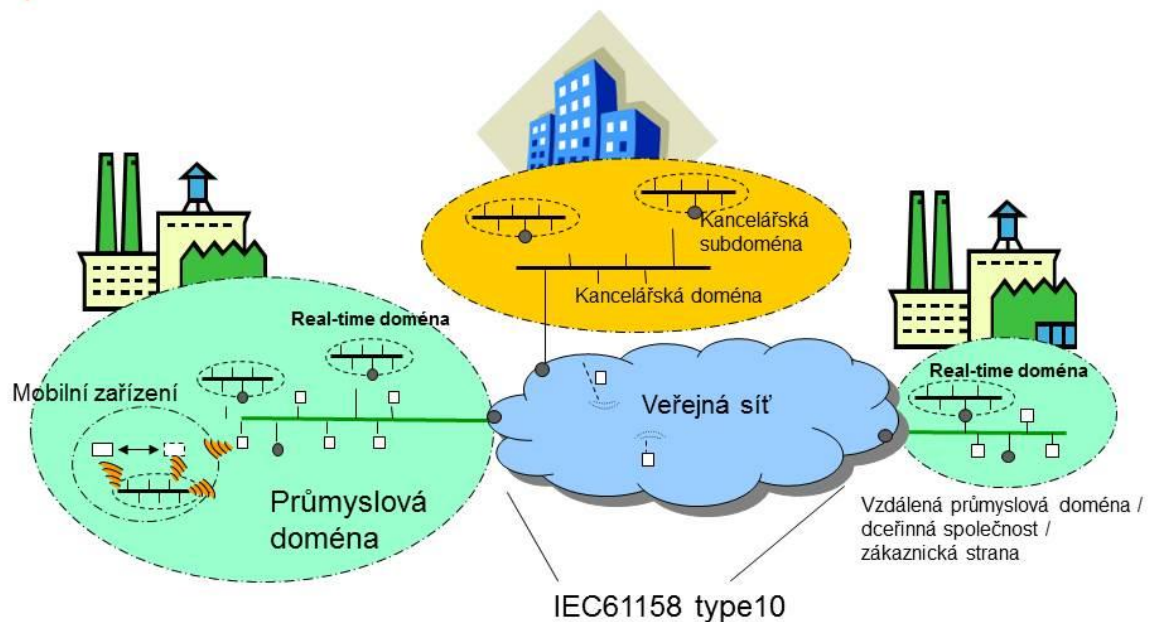 Kancelářská
subdoména
Kancelářská doména
Real-time doména
Mobilní zařízení
Průmyslová
doména
Veřejná síť
Real-time doména
Vzdálená průmyslová doména /
dceřinná společnost /
zákaznická strana
IEC61158 type10